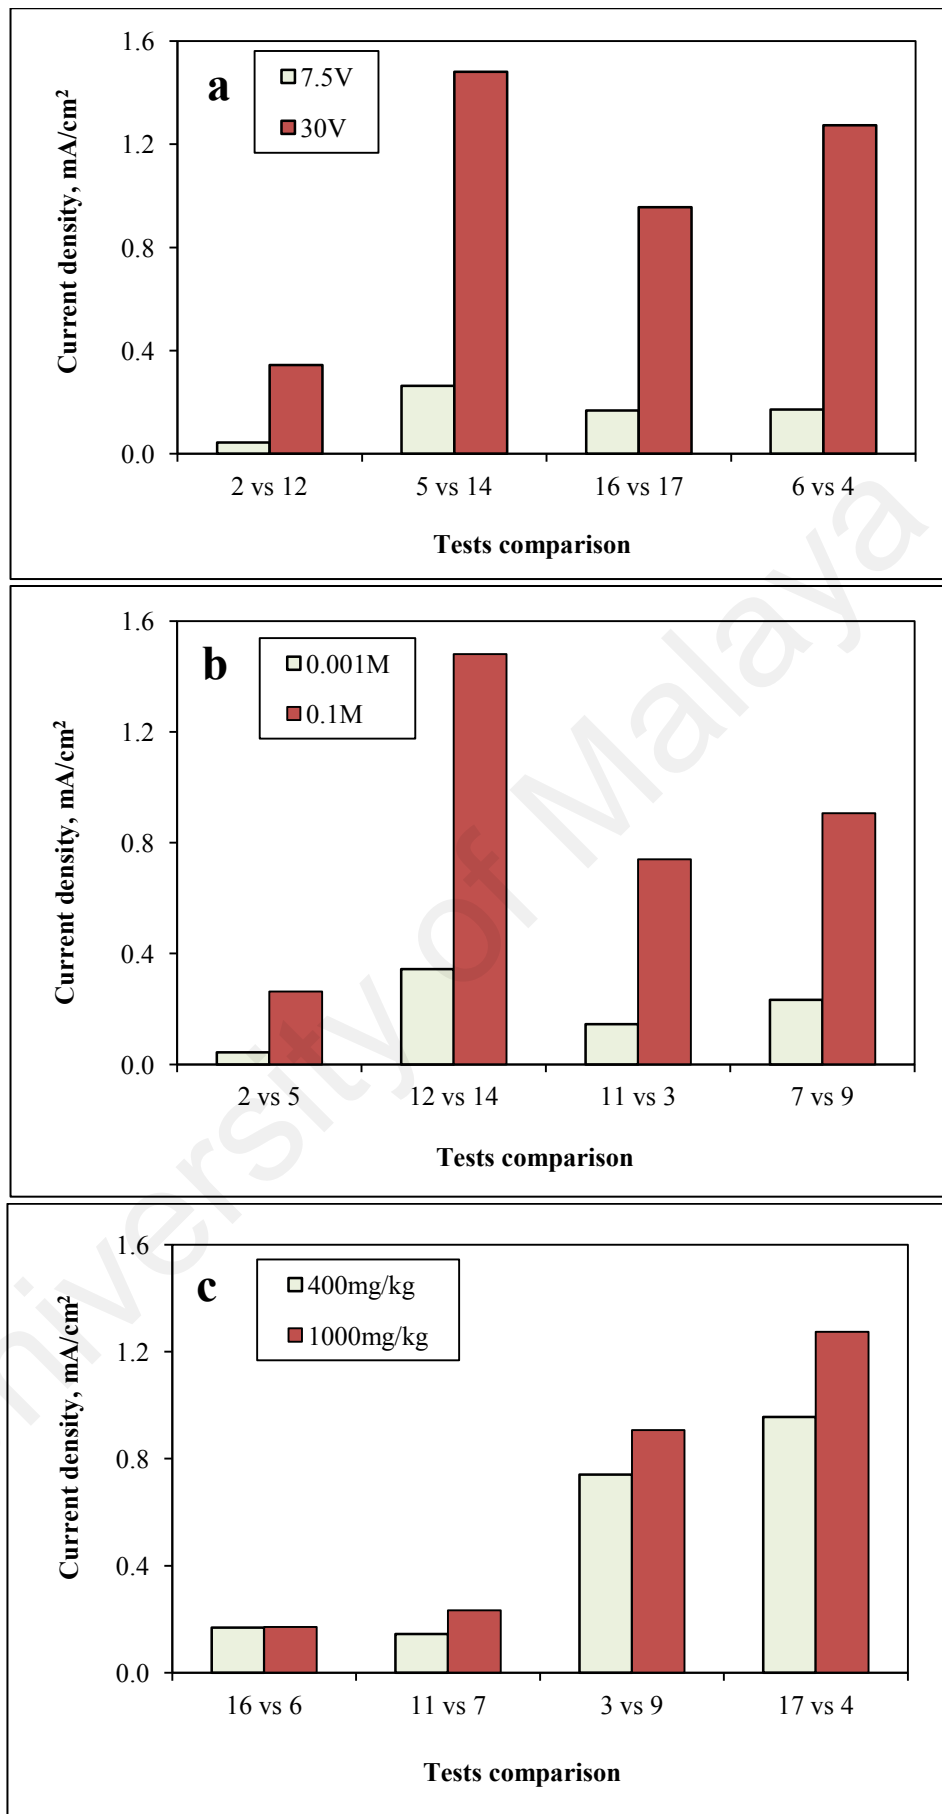 a
7.5V
30V
Current density, mA/cm²
1.6
1.2
0.8
0.4
0.0
2 vs 12 5 vs 14 16 vs 17 6 vs 4
Tests comparison
b
0.001M
0.1M
Current density, mA/cm²
1.6
1.2
0.8
0.4
0.0
2 vs 5 12 vs 14 11 vs 3 7 vs 9
Tests comparison
c
400mg/kg
1000mg/kg
Current density, mA/cm²
1.6
1.2
0.8
0.4
0.0
16 vs 6 11 vs 7 3 vs 9 17 vs 4
Tests comparison
niversity of Malaya